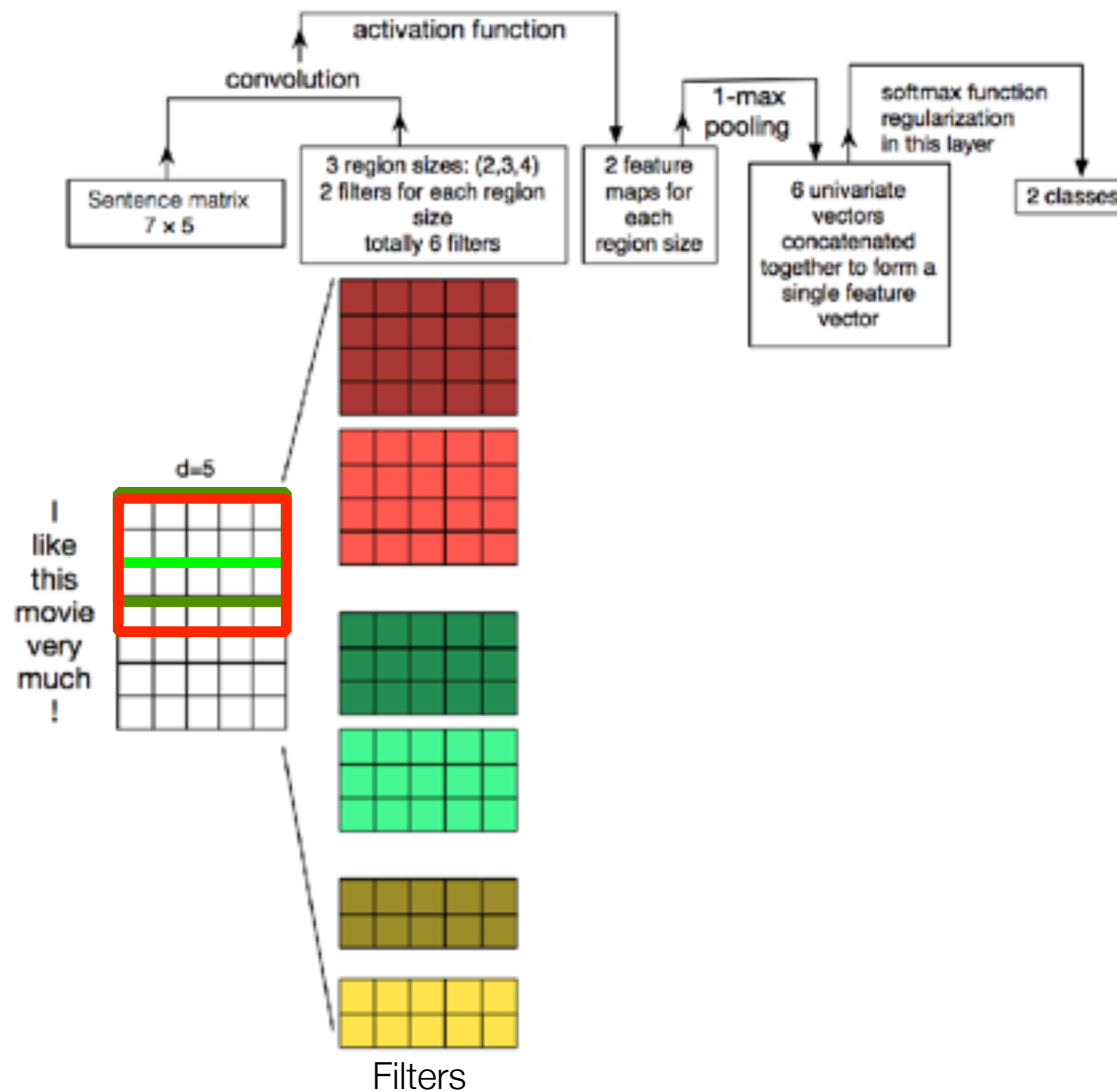 activation function
convolution
1-max
pooling
softmax function
regularization
in this layer
Sentence matrix
7 × 5
3 region sizes: (2,3,4)
2 filters for each region
size
totally 6 filters
2 feature
maps for
each
region size
6 univariate
vectors
concatenated
together to form a
single feature
vector
2 classes
d=5
I
like
this
movie
very
much
!
Filters